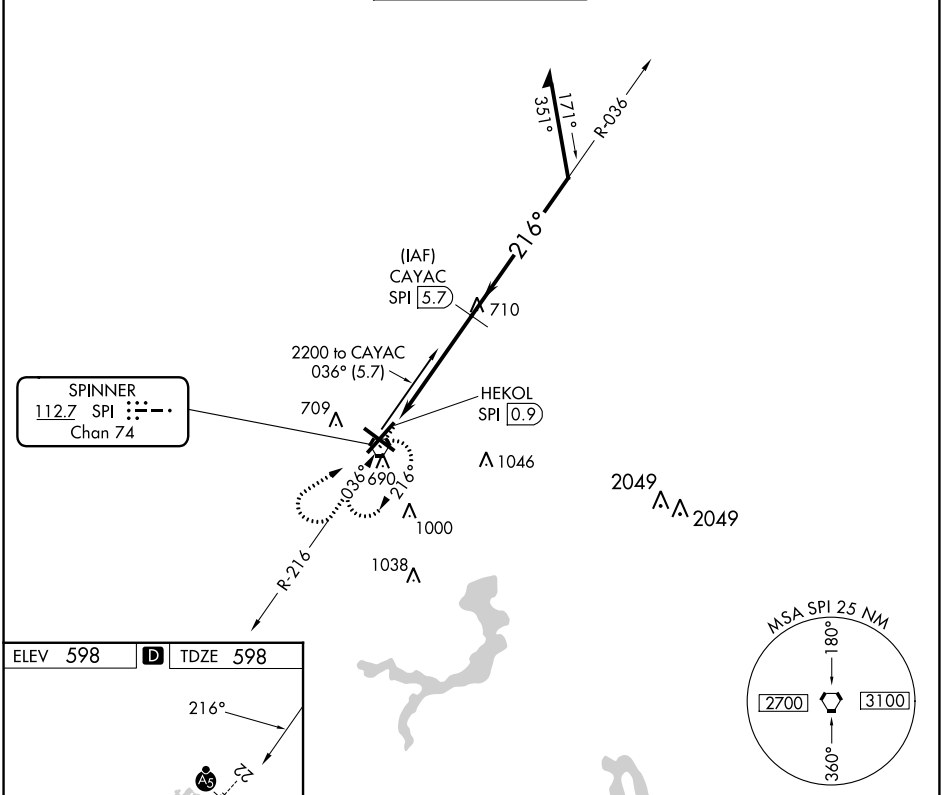 351°
171°
R-036
216°
(IAF)
CAYAC
SPI 5.7
710
2200 to CAYAC
036° (5.7)
SPINNER
112.7 SPI
Chan 74
HEKOL
SPI 0.9
709
1046
690
036°
216°
2049
2049
1000
R-216
1038
MSA SPI 25 NM
180°
2700
3100
360°
ELEV 598 D TDZE 598
216°
22
A5